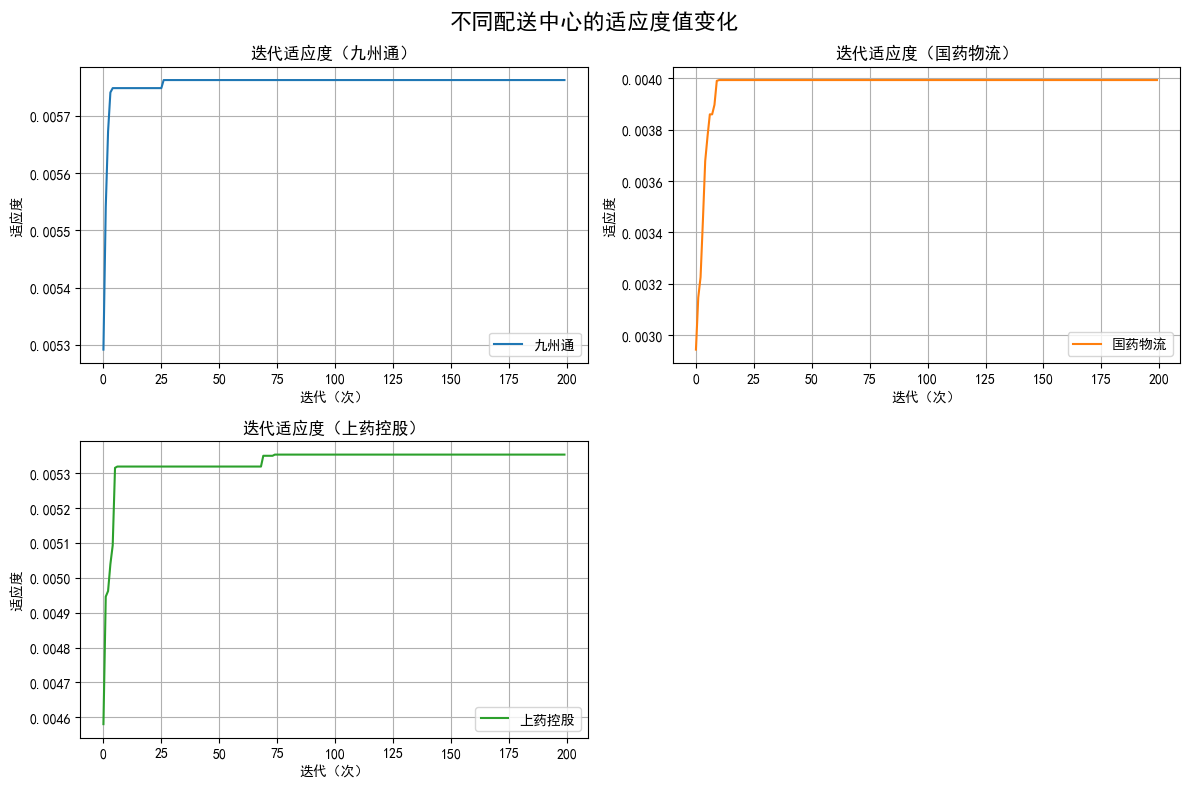 不同配送中心的适应度值变化
迭代适应度（九州通）
适应度
0.0057
0.0056
0.0055
0.0054
0.0053
九州通
0 25 50 75 100 125 150 175 200
迭代（次）
迭代适应度（国药物流）
适应度
0.0040
0.0038
0.0036
0.0034
0.0032
0.0030
国药物流
0 25 50 75 100 125 150 175 200
迭代（次）
迭代适应度（上药控股）
适应度
0.0053
0.0052
0.0051
0.0050
0.0049
0.0048
0.0047
0.0046
上药控股
0 25 50 75 100 125 150 175 200
迭代（次）